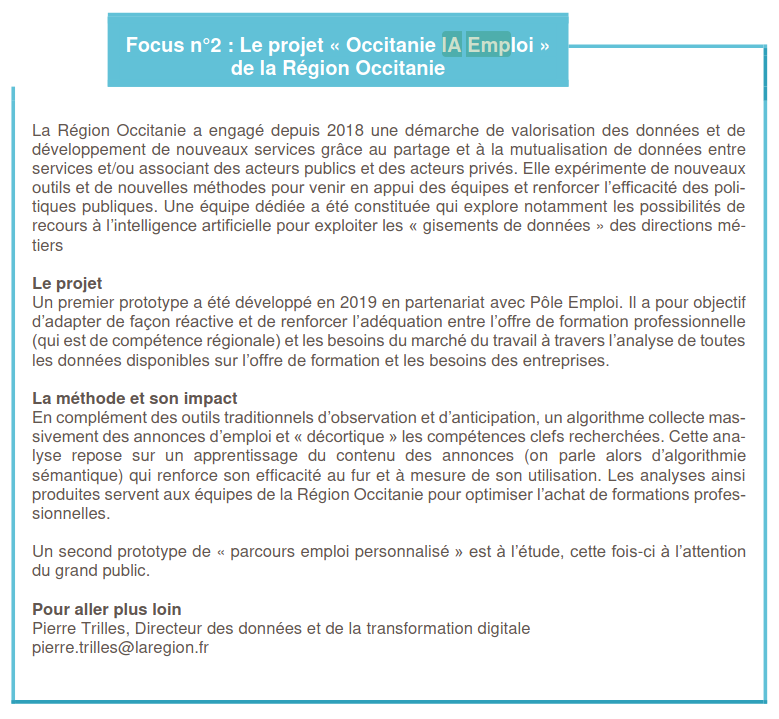 Focus n°2 : Le projet « Occitanie IA Emploi »
de la Région Occitanie
La Région Occitanie a engagé depuis 2018 une démarche de valorisation des données et de
développement de nouveaux services grâce au partage et à la mutualisation de données entre
services et/ou associant des acteurs publics et des acteurs privés. Elle expérimente de nouveaux
outils et de nouvelles méthodes pour venir en appui des équipes et renforcer l’efficacité des poli-
tiques publiques. Une équipe dédiée a été constituée qui explore notamment les possibilités de
recours à l’intelligence artificielle pour exploiter les « gisements de données » des directions mé-
tiers
Le projet
Un premier prototype a été développé en 2019 en partenariat avec Pôle Emploi. Il a pour objectif
d’adapter de façon réactive et de renforcer l’adéquation entre l’offre de formation professionnelle
(qui est de compétence régionale) et les besoins du marché du travail à travers l’analyse de toutes
les données disponibles sur l’offre de formation et les besoins des entreprises.
La méthode et son impact
En complément des outils traditionnels d’observation et d’anticipation, un algorithme collecte mas-
sivement des annonces d’emploi et « décortique » les compétences clefs recherchées. Cette ana-
lyse repose sur un apprentissage du contenu des annonces (on parle alors d’algorithmie
sémantique) qui renforce son efficacité au fur et à mesure de son utilisation. Les analyses ainsi
produites servent aux équipes de la Région Occitanie pour optimiser l’achat de formations profes-
sionnelles.
Un second prototype de « parcours emploi personnalisé » est à l’étude, cette fois-ci à l’attention
du grand public.
Pour aller plus loin
Pierre Trilles, Directeur des données et de la transformation digitale
pierre.trilles@laregion.fr